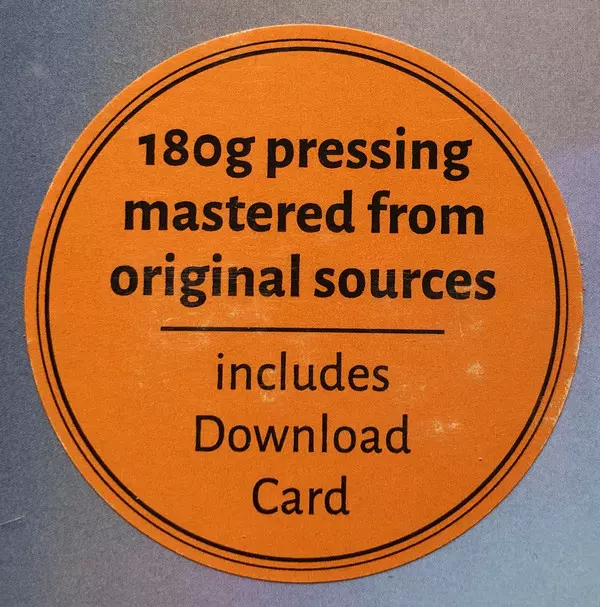 180g pressing
mastered from
original sources
includes
Download
Card